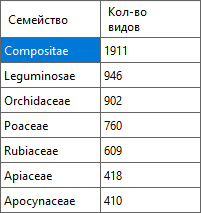 Семейство Кол-во
видов
Compositae 1911
Leguminosae 946
Orchidaceae 902
Poaceae 760
Rubiaceae 609
Apiaceae 418
Apocynaceae 410